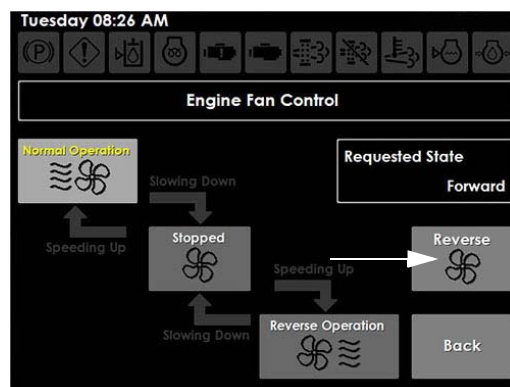 Tuesday 08:26 AM
(P)
Engine Fan Control
Normal Operation
Requested State
Forward
Slowing Down
Speeding Up
Stopped
Reverse
Speeding Up
Slowing Down
Reverse Operation
Back